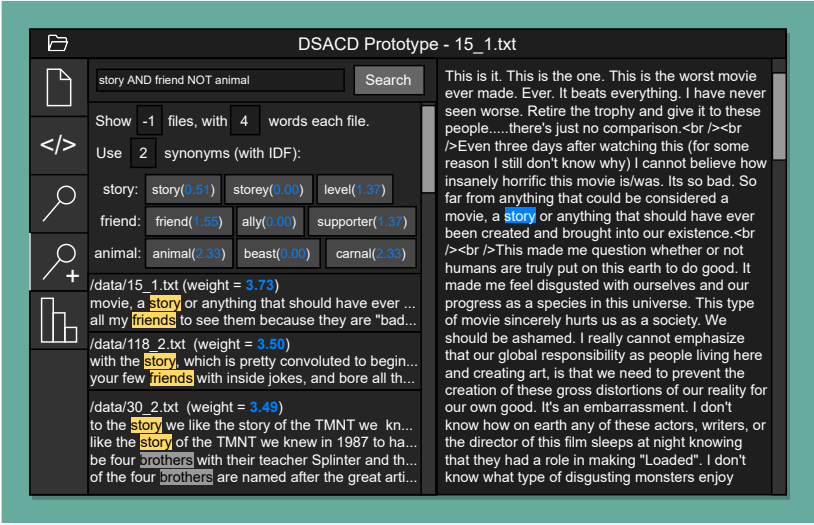 DSACD Prototype - 15_1.txt
</>
story AND friend NOT animal
Search
Show -1 files, with 4 words each file.
Use 2 synonyms (with IDF):
story: story(0.51) storey(0.00) level(1.37)
friend: friend(1.55) ally(0.00) supporter(1.37)
animal: animal(2.33) beast(0.00) carnal(2.33)
/data/15_1.txt (weight = 3.73)
movie, a story or anything that should have ever ...
all my friends to see them because they are "bad...
/data/118_2.txt (weight = 3.50)
with the story, which is pretty convoluted to begin...
your few friends with inside jokes, and bore all th...
/data/30_2.txt (weight = 3.49)
to the story we like the story of the TMNT we kn...
like the story of the TMNT we knew in 1987 to ha...
be four brothers with their teacher Splinter and th...
of the four brothers are named after the great arti...
This is it. This is the one. This is the worst movie
ever made. Ever. It beats everything. I have never
seen worse. Retire the trophy and give it to these
people.....there's just no comparison.<br /><br
/>Even three days after watching this (for some
reason I still don't know why) I cannot believe how
insanely horrific this movie is/was. Its so bad. So
far from anything that could be considered a
movie, a story or anything that should have ever
been created and brought into our existence.<br
/><br />This made me question whether or not
humans are truly put on this earth to do good. It
made me feel disgusted with ourselves and our
progress as a species in this universe. This type
of movie sincerely hurts us as a society. We
should be ashamed. I really cannot emphasize
that our global responsibility as people living here
and creating art, is that we need to prevent the
creation of these gross distortions of our reality for
our own good. It's an embarrassment. I don't
know how on earth any of these actors, writers, or
the director of this film sleeps at night knowing
that they had a role in making "Loaded". I don't
know what type of disgusting monsters enjoy